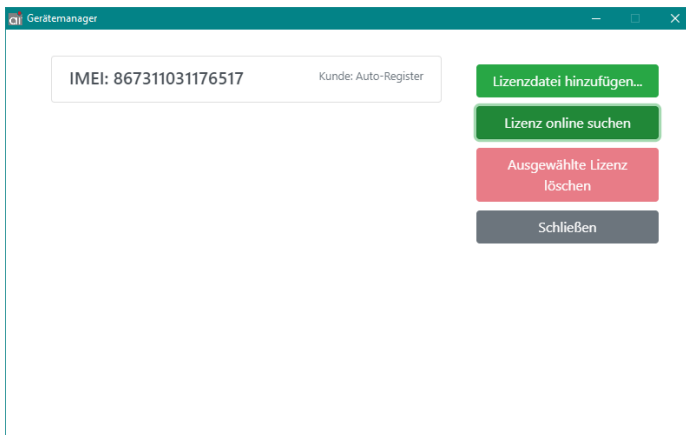 Gerätemanager
IMEI: 867311031176517
Kunde: Auto-Register
Lizenzdatei hinzufügen...
Lizenz online suchen
Ausgewählte Lizenz
löschen
Schließen